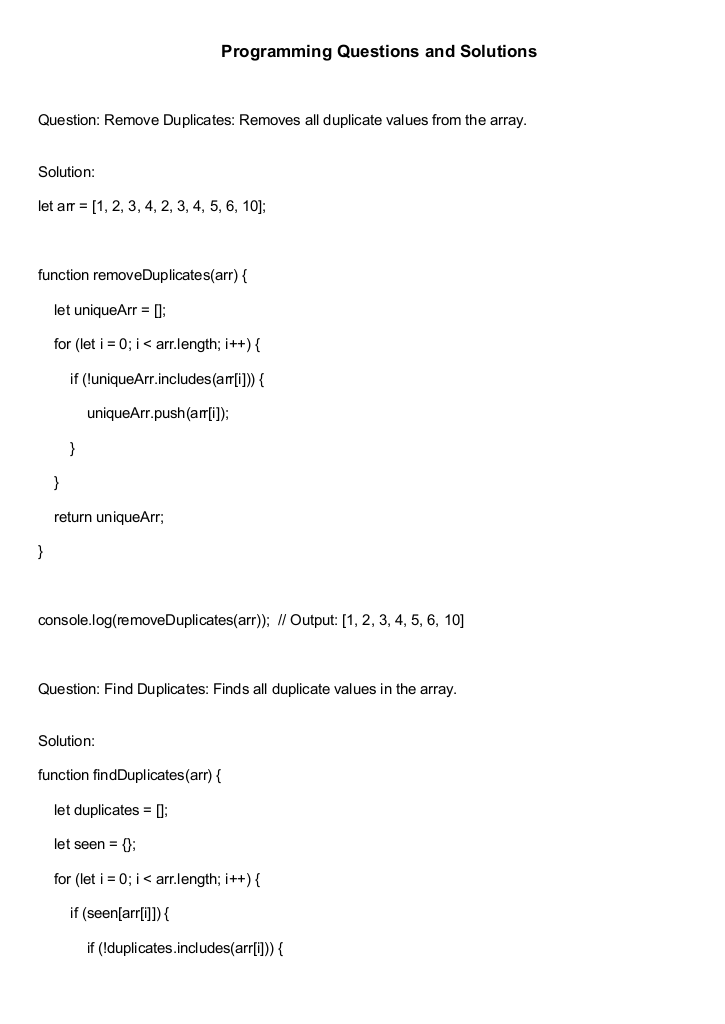 Programming Questions and Solutions
Question: Remove Duplicates: Removes all duplicate values from the array.
Solution:
let arr = [1, 2, 3, 4, 2, 3, 4, 5, 6, 10];
function removeDuplicates(arr) {
    let uniqueArr = [];
    for (let i = 0; i < arr.length; i++) {
        if (!uniqueArr.includes(arr[i])) {
            uniqueArr.push(arr[i]);
        }
    }
    return uniqueArr;
}
console.log(removeDuplicates(arr));  // Output: [1, 2, 3, 4, 5, 6, 10]
Question: Find Duplicates: Finds all duplicate values in the array.
Solution:
function findDuplicates(arr) {
    let duplicates = [];
    let seen = {};
    for (let i = 0; i < arr.length; i++) {
        if (seen[arr[i]]) {
            if (!duplicates.includes(arr[i])) {